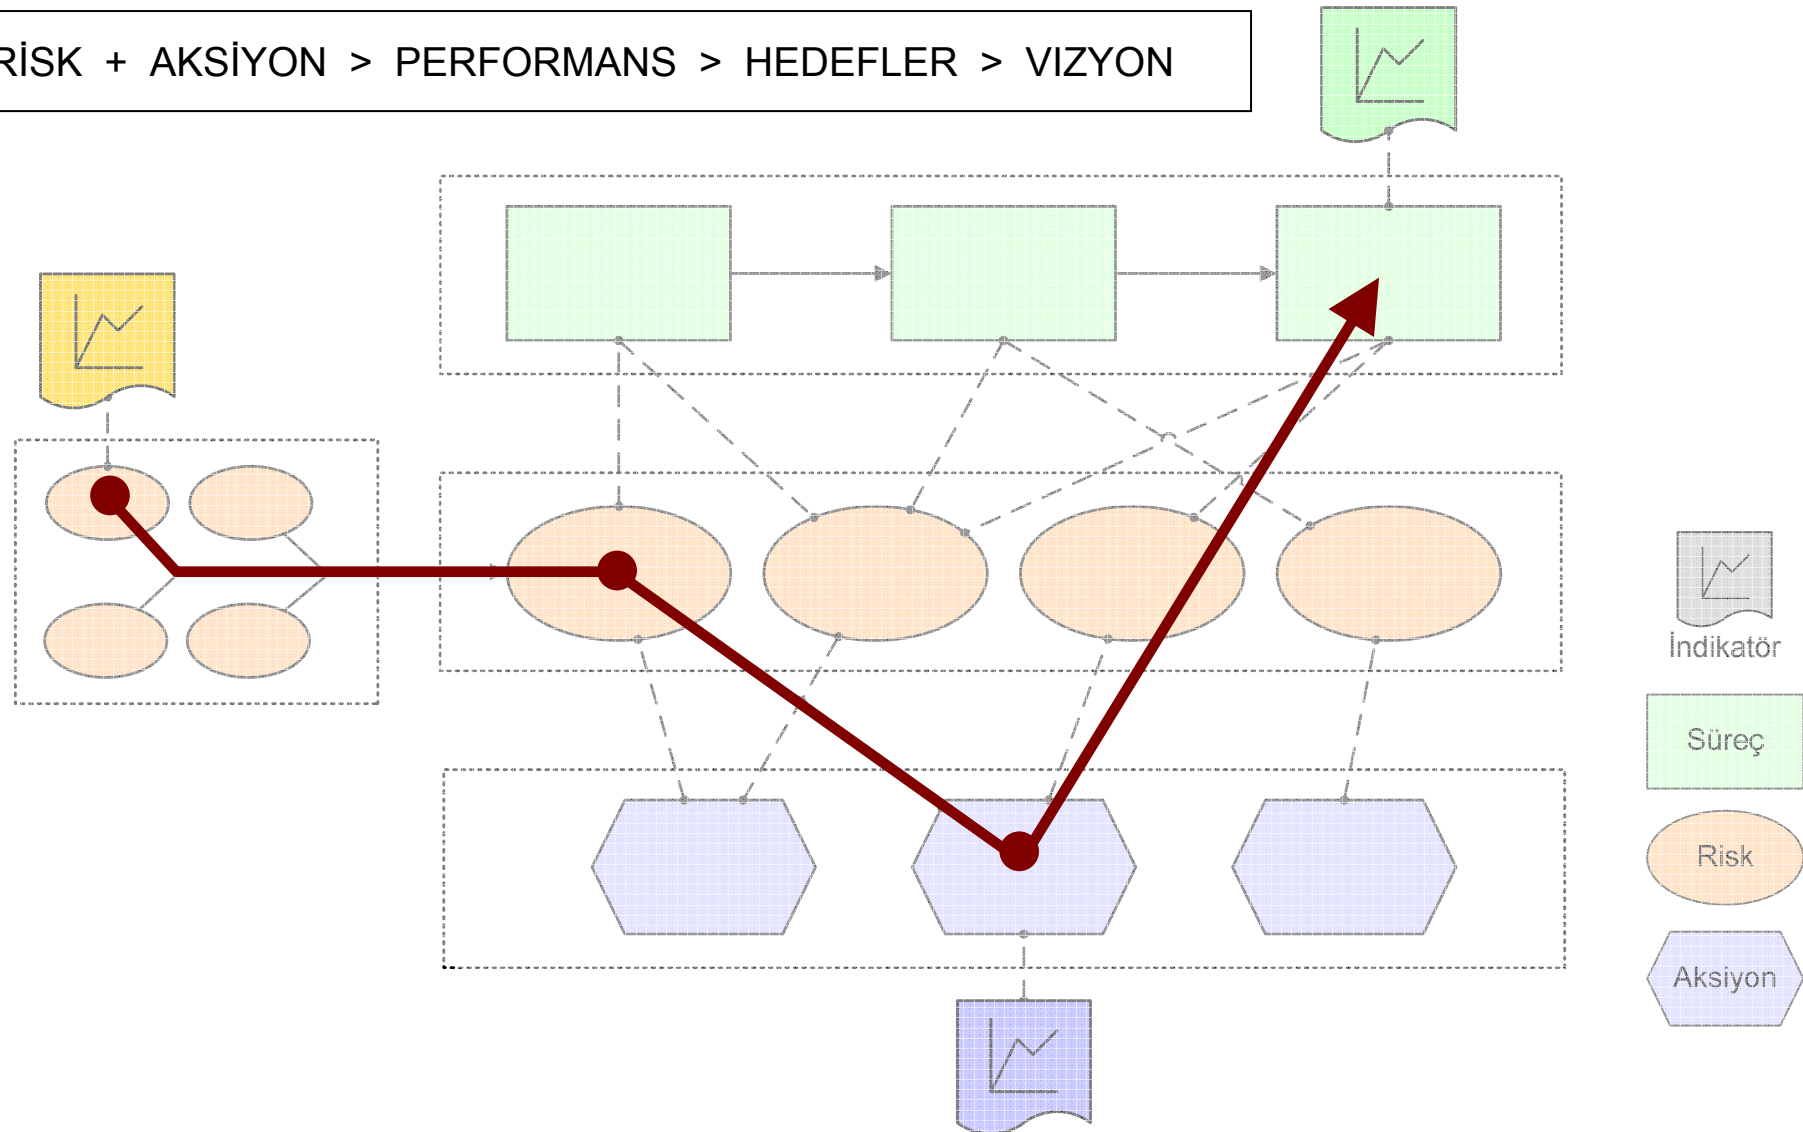 RİSK + AKSİYON > PERFORMANS > HEDEFLER > VIZYON
İndikatör
Süreç
Risk
Aksiyon